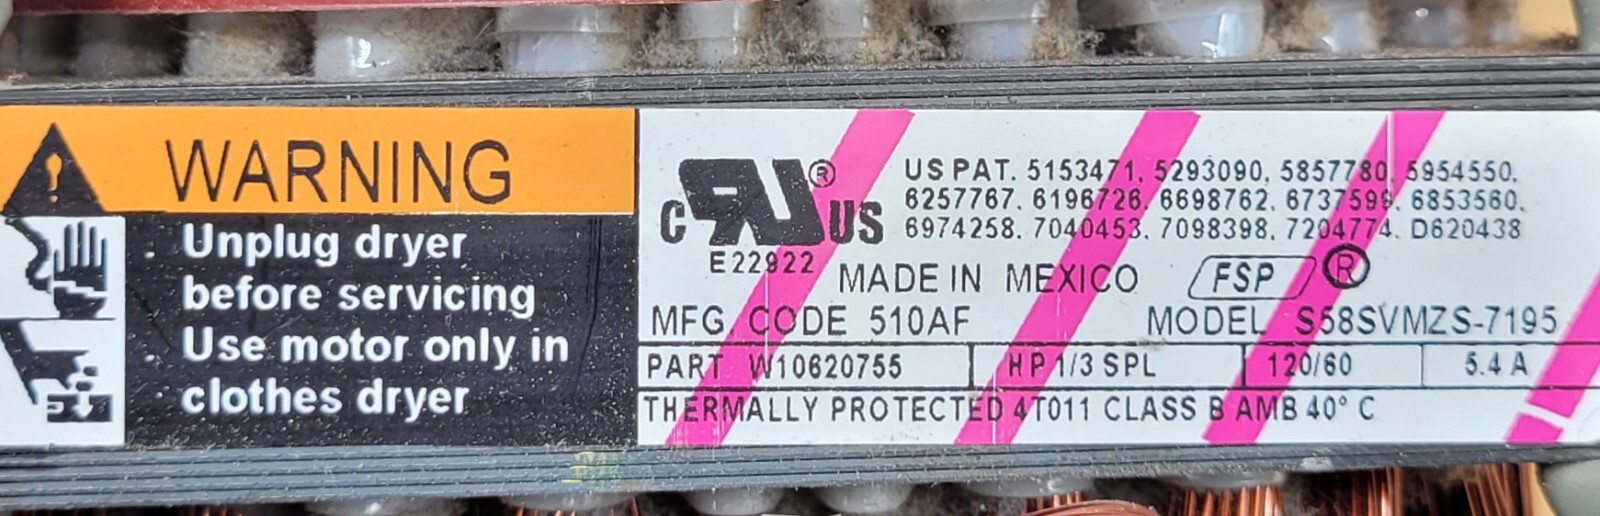 WARNING
. Unplug dryer
before servicing
. Use motor only in
clothes dryer
C RU ® US
E22922
US PAT. 5153471, 5293090, 5857780, 5954550,
6257767, 6196726, 6698762, 6737599, 6853560,
6974258, 7040453, 7098398, 7204774, D620438
MADE IN MEXICO FSP ®
MFG. CODE 510AF MODEL S58SVMZS-7195
PART W10620755 HP 1/3 SPL 120/60 5.4 A
THERMALLY PROTECTED 4T011 CLASS B AMB 40° C